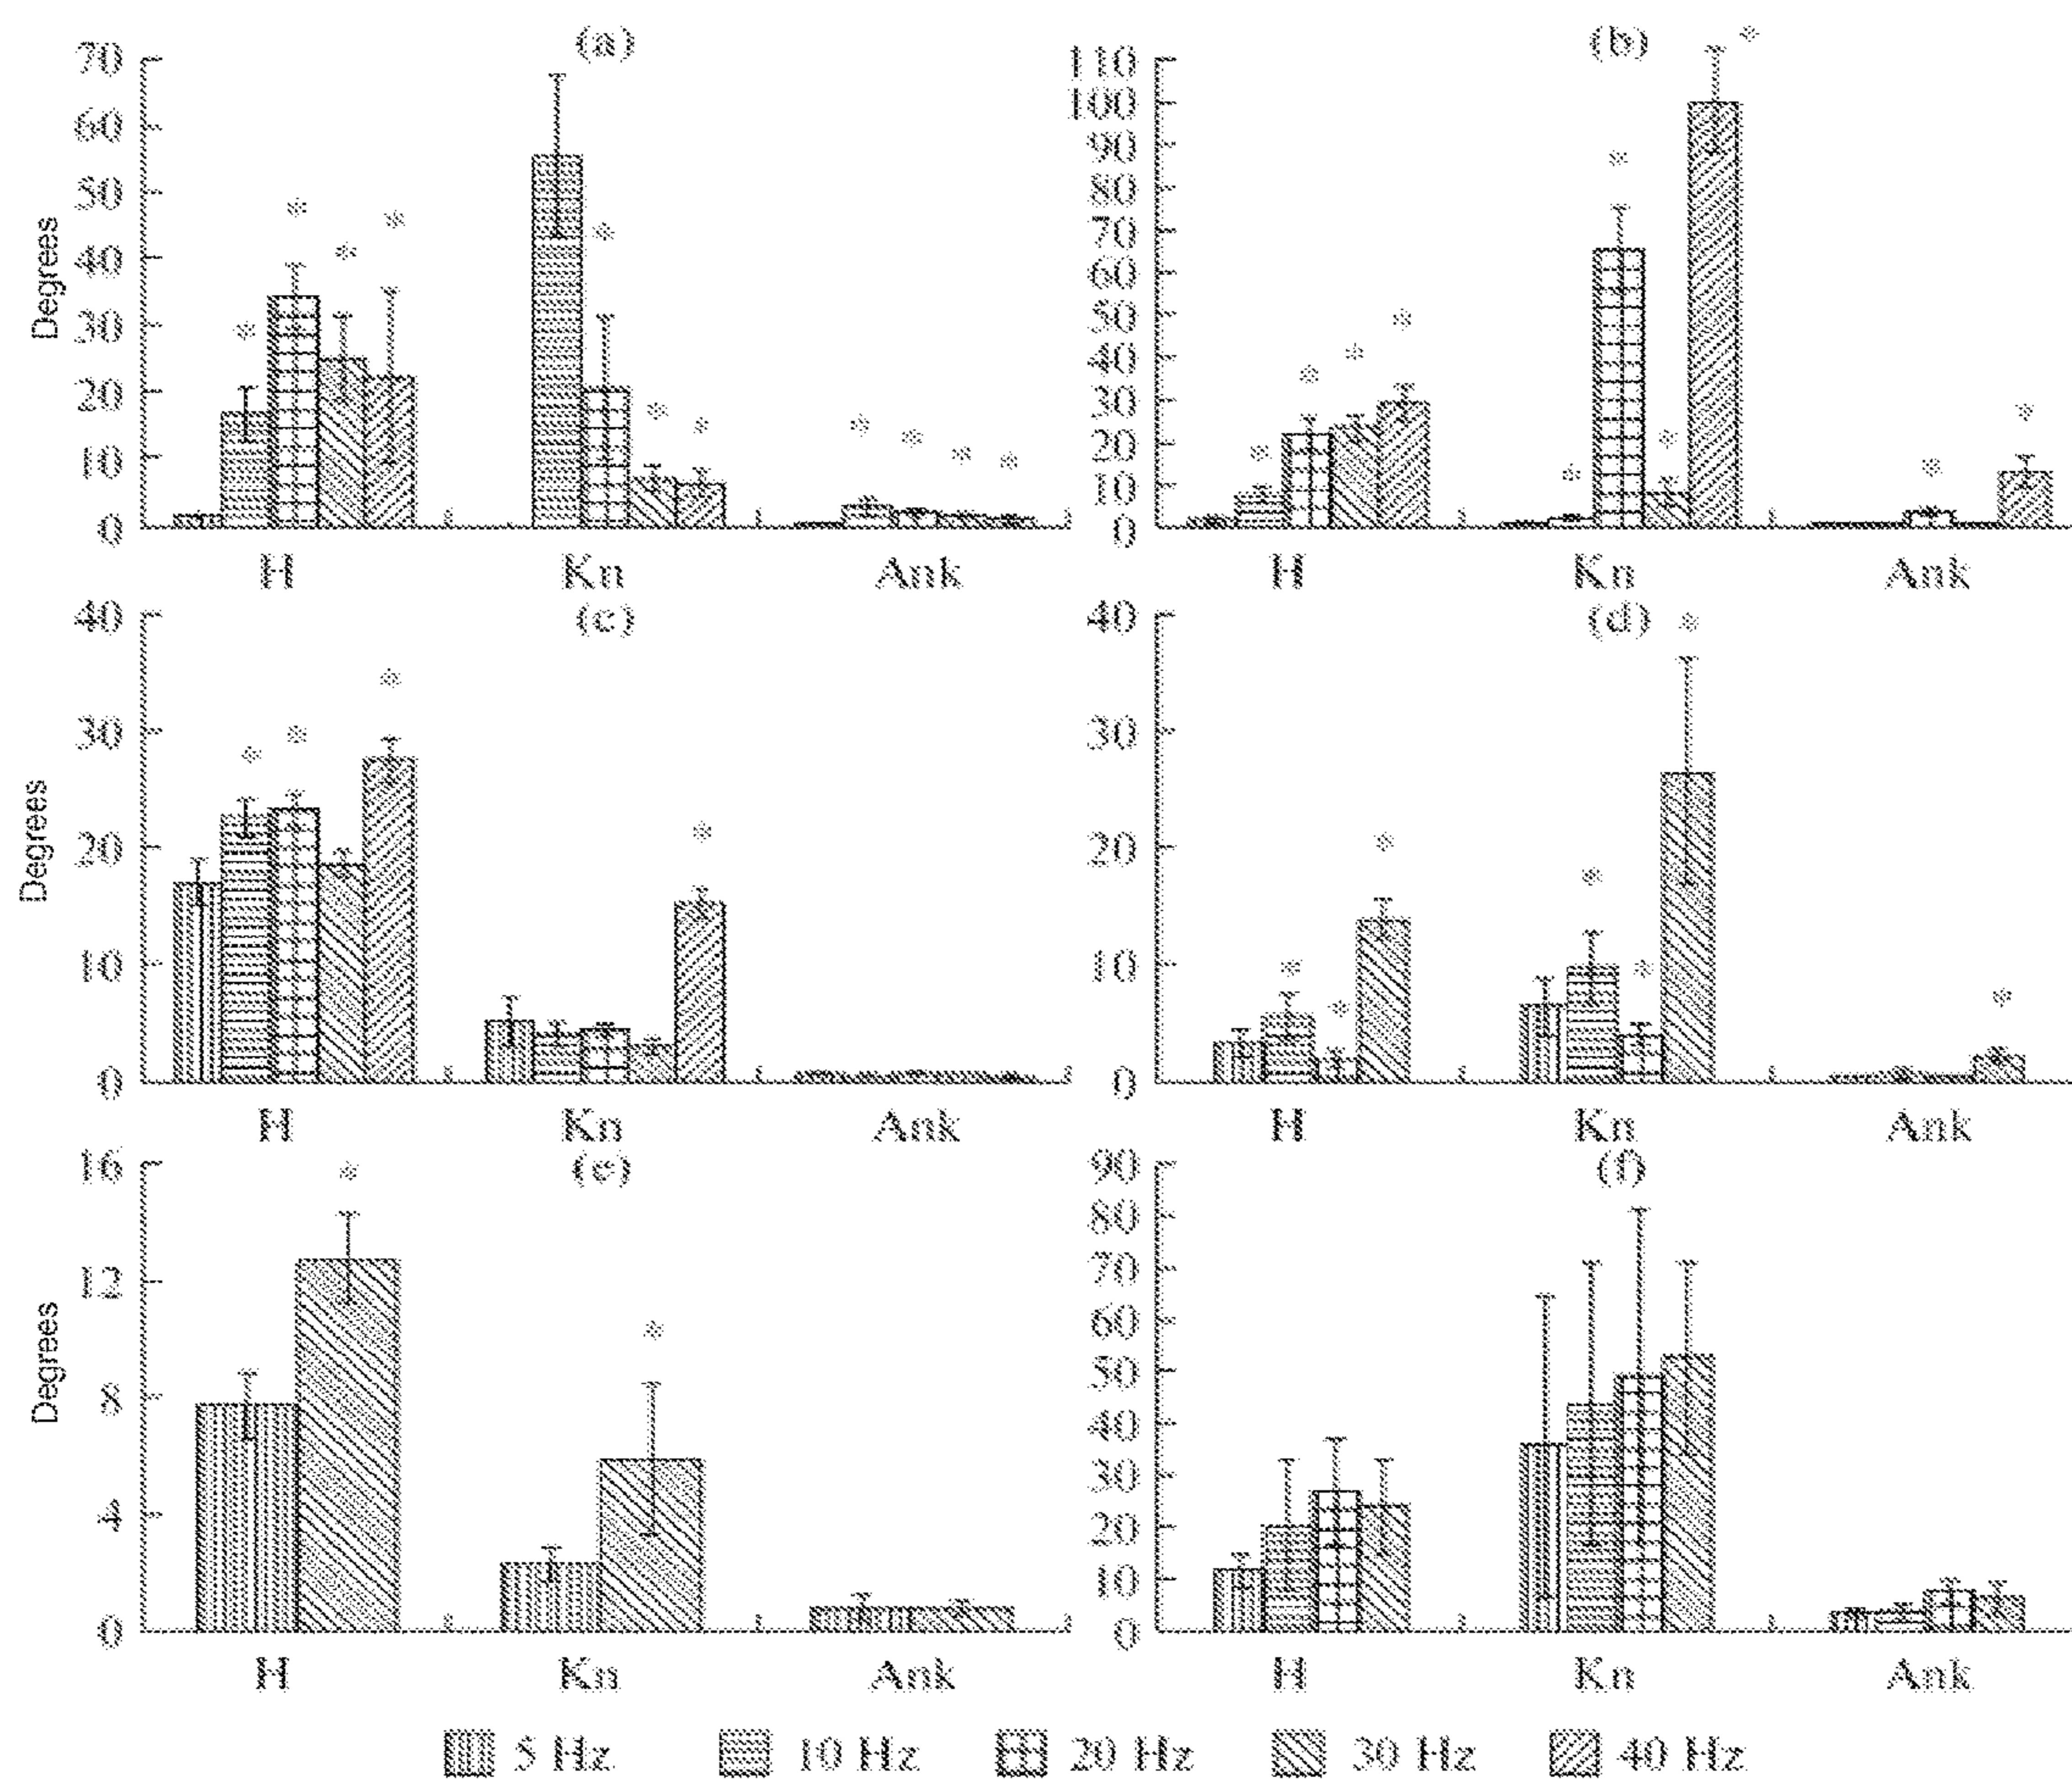 (a)
70
60
50
40
30
20
10
0
Degrees
H Kn Ank
* * * * * * * * * * *
(b)
110
100
90
80
70
60
50
40
30
20
10
0
H Kn Ank
* * * * * * * * * *
(c)
40
30
20
10
0
Degrees
H Kn Ank
* * * *
(d)
40
30
20
10
0
H Kn Ank
* * * * * * *
(e)
16
12
8
4
0
Degrees
H Kn Ank
* *
(f)
90
80
70
60
50
40
30
20
10
0
H Kn Ank
5 Hz 10 Hz 20 Hz 30 Hz 40 Hz